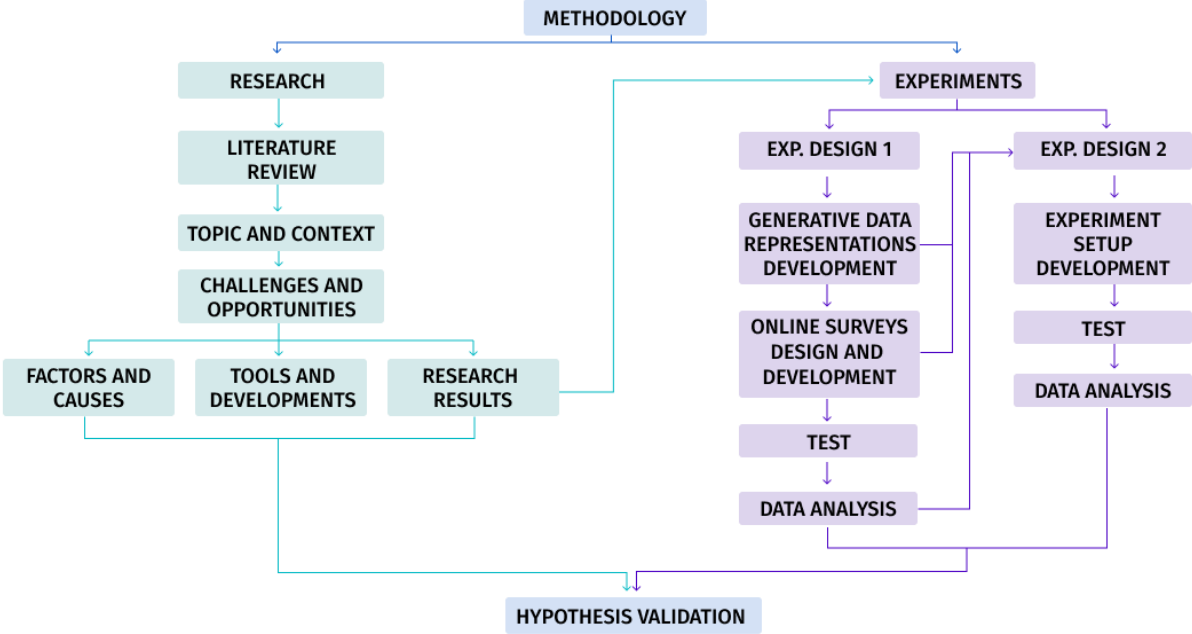 METHODOLOGY
RESEARCH
LITERATURE
REVIEW
TOPIC AND CONTEXT
CHALLENGES AND
OPPORTUNITIES
FACTORS AND
CAUSES
TOOLS AND
DEVELOPMENTS
RESEARCH
RESULTS
EXPERIMENTS
EXP. DESIGN 1
GENERATIVE DATA
REPRESENTATIONS
DEVELOPMENT
ONLINE SURVEYS
DESIGN AND
DEVELOPMENT
TEST
DATA ANALYSIS
EXP. DESIGN 2
EXPERIMENT
SETUP
DEVELOPMENT
TEST
DATA ANALYSIS
HYPOTHESIS VALIDATION